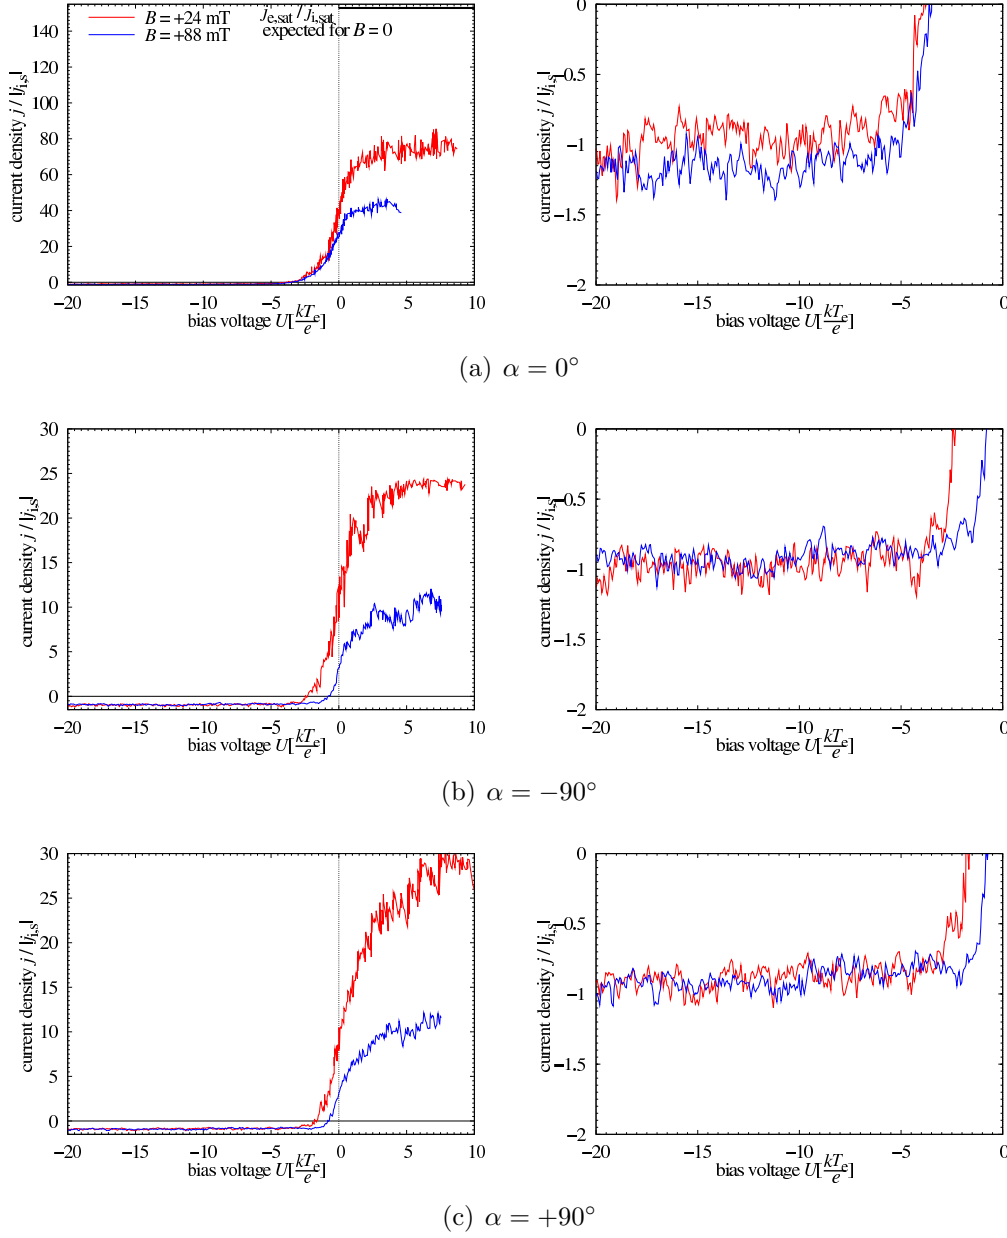 B = +24 mT
B = +88 mT
j_e,sat / j_i,sat
expected for B = 0
140
120
100
80
60
40
20
0
current density j / |j_i,s|
−20 −15 −10 −5 0 5 10
bias voltage U[kT_e/e]
0
−0.5
−1
−1.5
−2
current density j / |j_i,s|
−20 −15 −10 −5 0
bias voltage U[kT_e/e]
(a) α = 0°
30
25
20
15
10
5
0
current density j / |j_i,s|
−20 −15 −10 −5 0 5 10
bias voltage U[kT_e/e]
0
−0.5
−1
−1.5
−2
current density j / |j_i,s|
−20 −15 −10 −5 0
bias voltage U[kT_e/e]
(b) α = −90°
30
25
20
15
10
5
0
current density j / |j_i,s|
−20 −15 −10 −5 0 5 10
bias voltage U[kT_e/e]
0
−0.5
−1
−1.5
−2
current density j / |j_i,s|
−20 −15 −10 −5 0
bias voltage U[kT_e/e]
(c) α = +90°